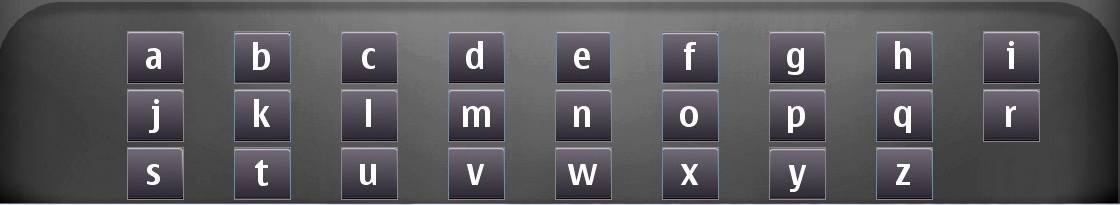 a b c d e f g h i
j k l m n o p q r
s t u v w x y z